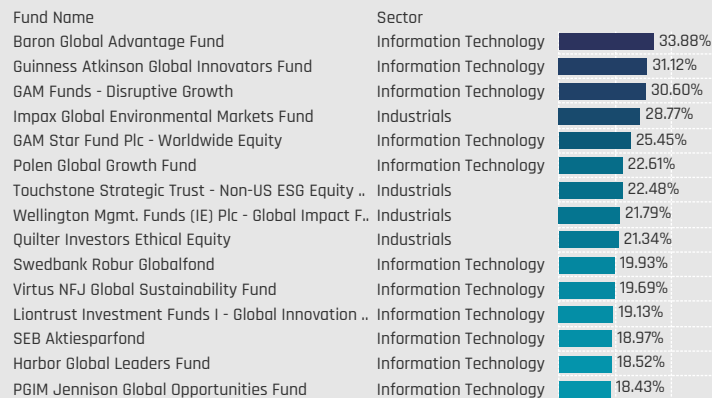 Fund Name Sector
Baron Global Advantage Fund Information Technology 33.88%
Guinness Atkinson Global Innovators Fund Information Technology 31.12%
GAM Funds - Disruptive Growth Information Technology 30.60%
Impax Global Environmental Markets Fund Industrials 28.77%
GAM Star Fund Plc - Worldwide Equity Information Technology 25.45%
Polen Global Growth Fund Information Technology 22.61%
Touchstone Strategic Trust - Non-US ESG Equity .. Industrials 22.48%
Wellington Mgmt. Funds (IE) Plc - Global Impact F.. Industrials 21.79%
Quilter Investors Ethical Equity Industrials 21.34%
Swedbank Robur Globalfond Information Technology 19.93%
Virtus NFJ Global Sustainability Fund Information Technology 19.69%
Liontrust Investment Funds I - Global Innovation .. Information Technology 19.13%
SEB Aktiesparfond Information Technology 18.97%
Harbor Global Leaders Fund Information Technology 18.52%
PGIM Jennison Global Opportunities Fund Information Technology 18.43%